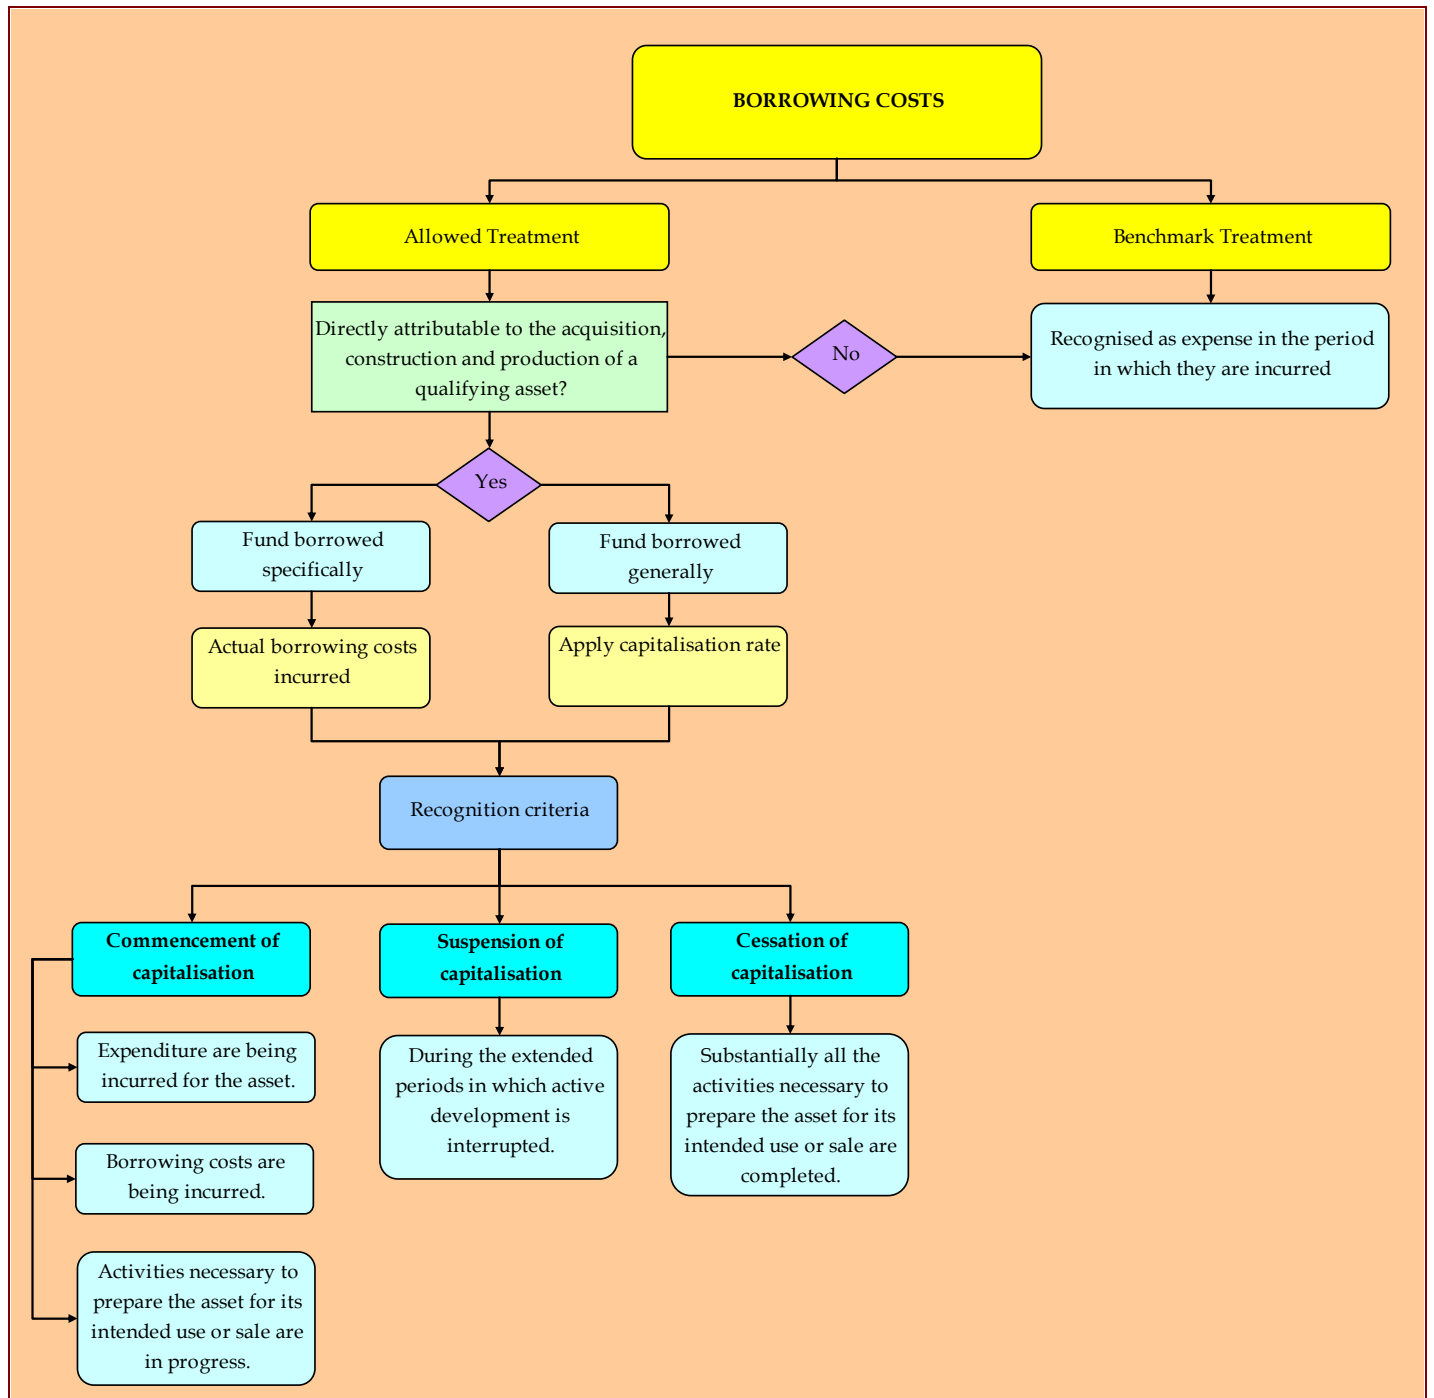 BORROWING COSTS
Allowed Treatment
Benchmark Treatment
Directly attributable to the acquisition,
construction and production of a
qualifying asset?
No
Recognised as expense in the period
in which they are incurred
Yes
Fund borrowed
specifically
Fund borrowed
generally
Actual borrowing costs
incurred
Apply capitalisation rate
Recognition criteria
Commencement of
capitalisation
Suspension of
capitalisation
Cessation of
capitalisation
Expenditure are being
incurred for the asset.
During the extended
periods in which active
development is
interrupted.
Substantially all the
activities necessary to
prepare the asset for its
intended use or sale are
completed.
Borrowing costs are
being incurred.
Activities necessary to
prepare the asset for its
intended use or sale are
in progress.